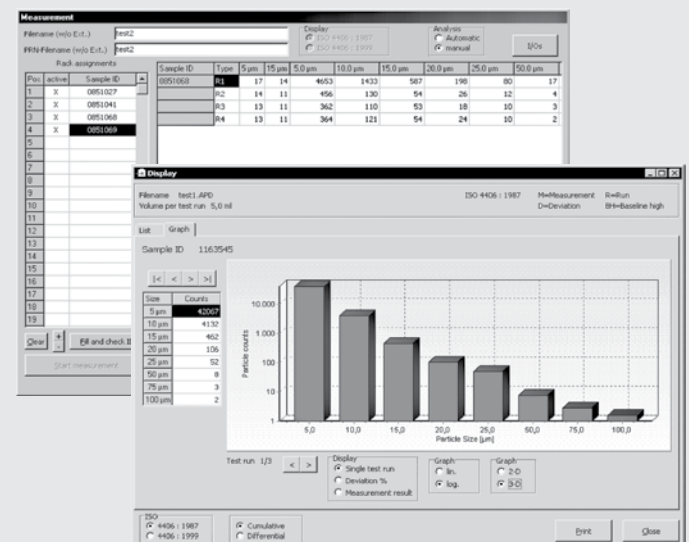 Measurement
Filename (w/o Ext.) test2
PRN-Filename (w/o Ext.) test2
Display
ISO 4406 : 1987
ISO 4406 : 1999
Analysis
Automatic
manual
I/Os
Rack assignments
Pos active Sample ID
1 X 0851027
2 X 0851041
3 X 0851068
4 X 0851069
5
6
7
8
9
10
11
12
13
14
15
16
17
18
19
Sample ID Type 5 µm 15 µm 5,0 µm 10,0 µm 15,0 µm 20,0 µm 25,0 µm 50,0 µm
0851068 R1 17 14 4653 1433 587 198 80 17
R2 14 11 456 130 54 26 12 4
R3 13 11 362 110 53 18 10 3
R4 13 11 364 121 54 24 10 2
Clear + - Fill and check I
Start measurement
Display
Filename test1.APD
Volume per test run 5,0 ml
ISO 4406 : 1987
M=Measurement R=Run
D=Deviation BH=Baseline high
List Graph
Sample ID 1163545
|< < > >|
Size Counts
5 µm 42067
10 µm 4132
15 µm 462
20 µm 106
25 µm 52
50 µm 8
75 µm 3
100 µm 2
Particle counts
10.000
1.000
100
10
1
5,0 10,0 15,0 20,0 25,0 50,0 75,0 100,0
Particle Size [µm]
Test run 1/3 < >
Display
Single test run
Deviation %
Measurement result
Graph
lin.
log.
Graph
2-D
3-D
ISO
4406 : 1987
4406 : 1999
Cumulative
Differential
Print
Close